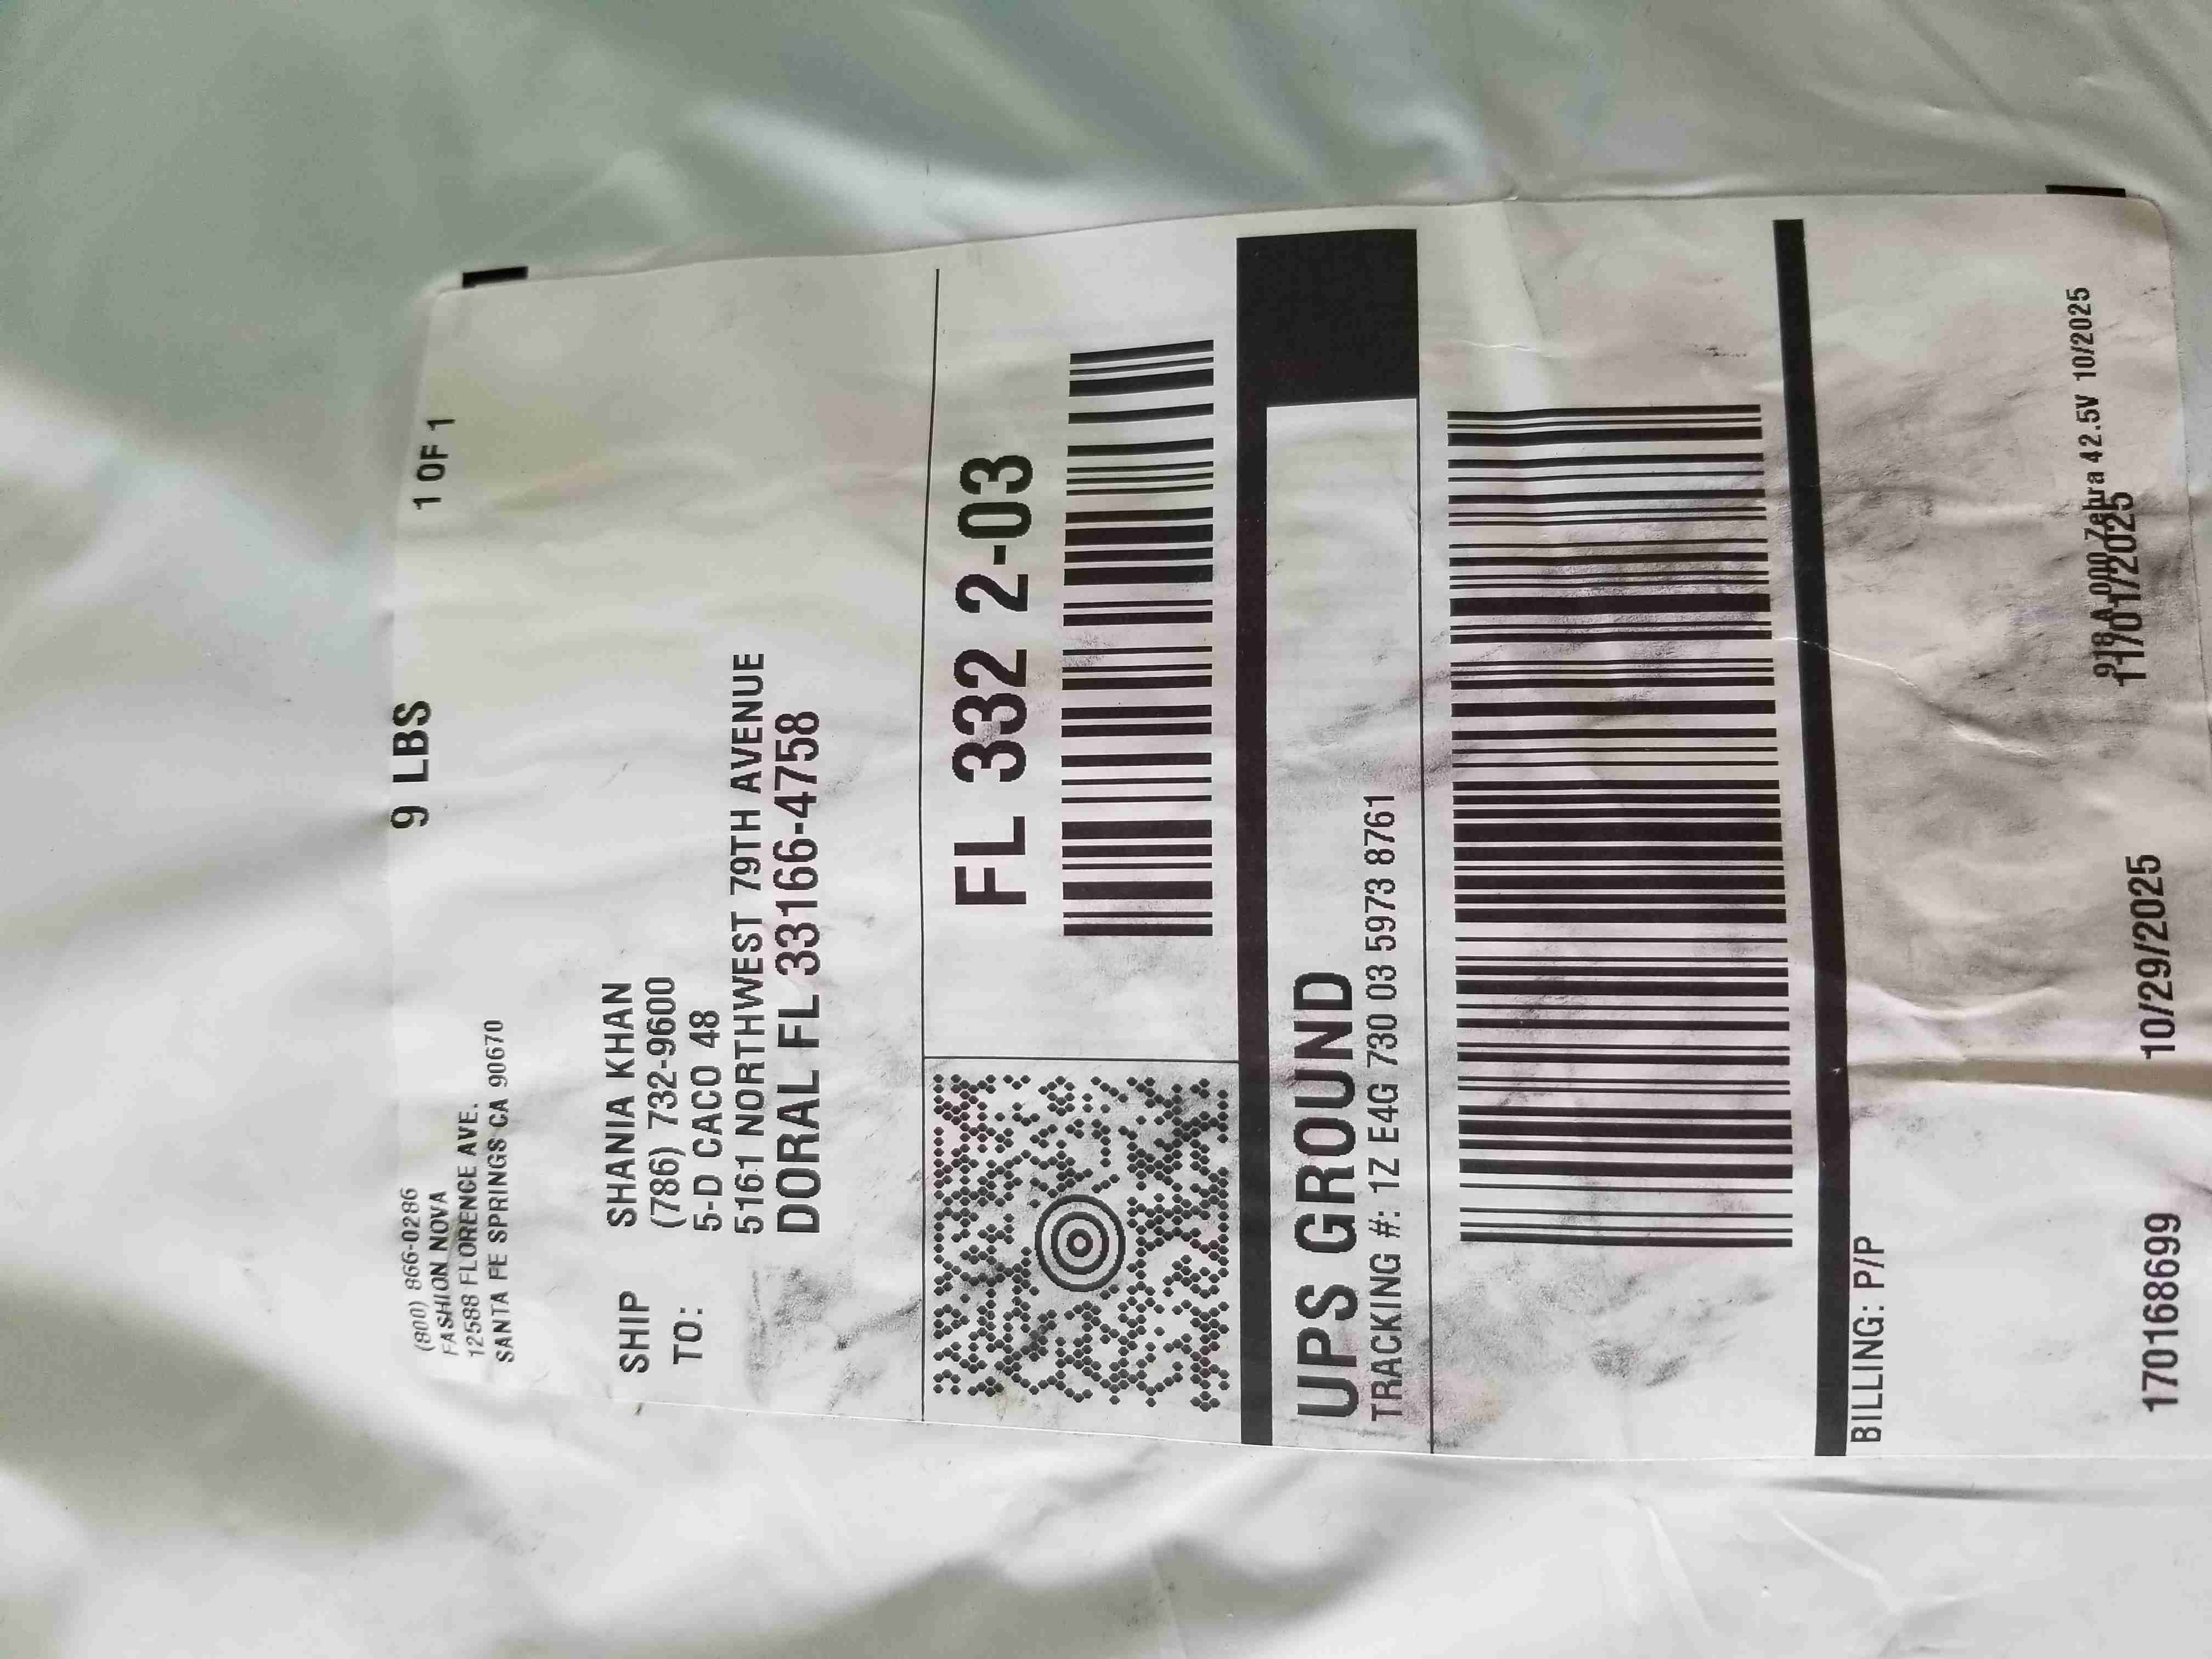 (800) 866-0286
FASHION NOVA
12588 FLORENCE AVE.
SANTA FE SPRINGS CA 90670
9 LBS
1 OF 1
SHIP TO:
SHANIA KHAN
(786) 732-9600
5-D CACO 48
5161 NORTHWEST 79TH AVENUE
DORAL FL 33166-4758
FL 332 2-03
UPS GROUND
TRACKING #: 1Z E4G 730 03 5973 8761
BILLING: P/P
918 A 000 Zebra 42.5V 10/2025
170168699 10/29/2025 11/01/2025